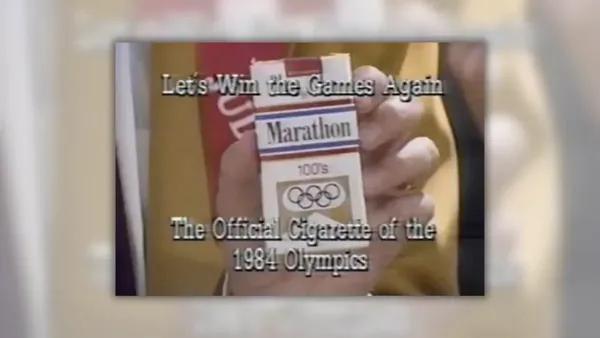 Let's Win the Games Again
Marathon
100's
The Official Cigarette of the
1984 Olympics